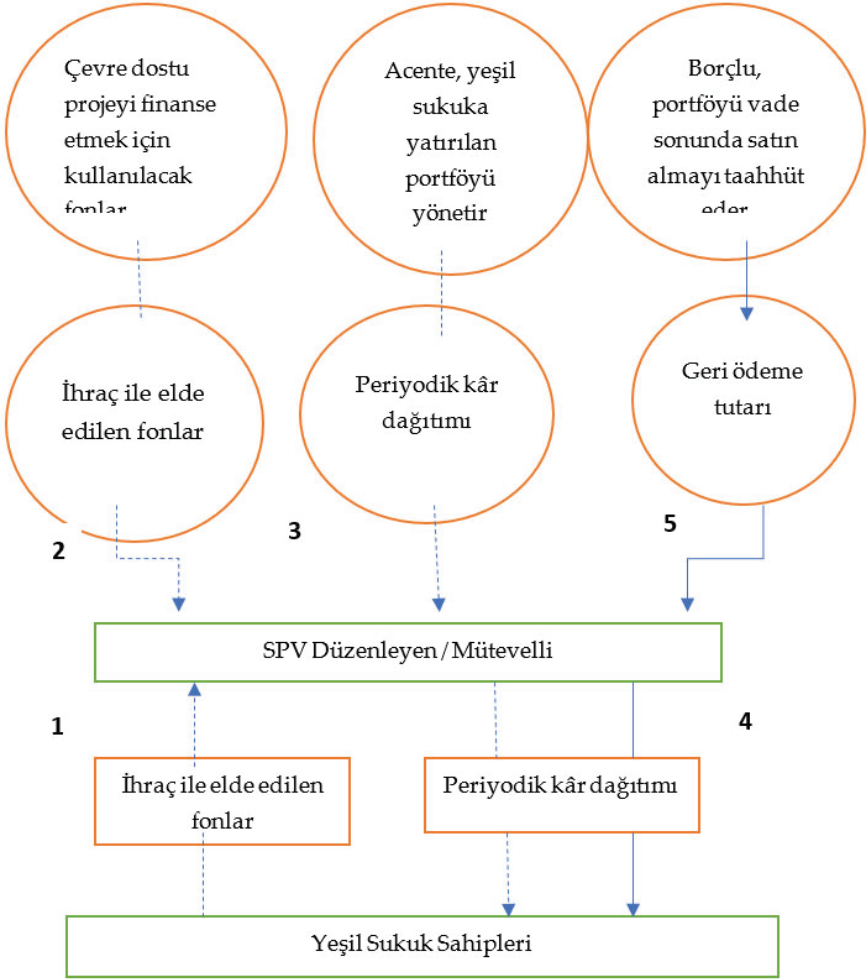 Çevre dostu
projeyi finanse
etmek için
kullanılacak
fonlar
Acente, yeşil
sukuka
yatırılan
portföyü
yönetir
Borçlu,
portföyü vade
sonunda satın
almayı taahhüt
eder
İhraç ile elde
edilen fonlar
Periyodik kâr
dağıtımı
Geri ödeme
tutarı
2
3
5
SPV Düzenleyen / Mütevelli
1
4
İhraç ile elde edilen
fonlar
Periyodik kâr dağıtımı
Yeşil Sukuk Sahipleri